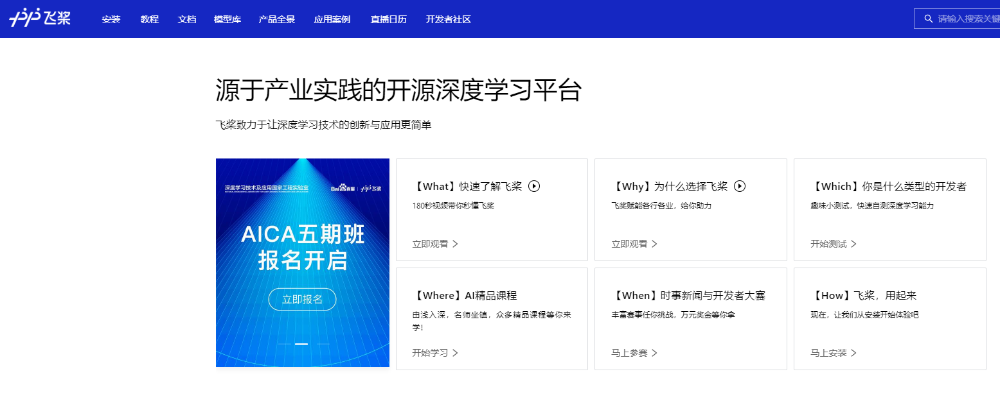 飞桨 安装 教程 文档 模型库 产品全景 应用案例 直播日历 开发者社区 请输入搜索关键
源于产业实践的开源深度学习平台
飞桨致力于让深度学习技术的创新与应用更简单
深度学习技术及应用国家工程实验室
Bai百度 飞桨
AICA五期班
报名开启
立即报名
【What】快速了解飞桨
180秒视频带你秒懂飞桨
立即观看
【Why】为什么选择飞桨
飞桨赋能各行各业，给你助力
立即观看
【Which】你是什么类型的开发者
趣味小测试，快速自测深度学习能力
开始测试
【Where】AI精品课程
由浅入深，名师坐镇，众多精品课程等你来
学！
开始学习
【When】时事新闻与开发者大赛
丰富赛事任你挑战，万元奖金等你拿
马上参赛
【How】飞桨，用起来
现在，让我们从安装开始体验吧
马上安装